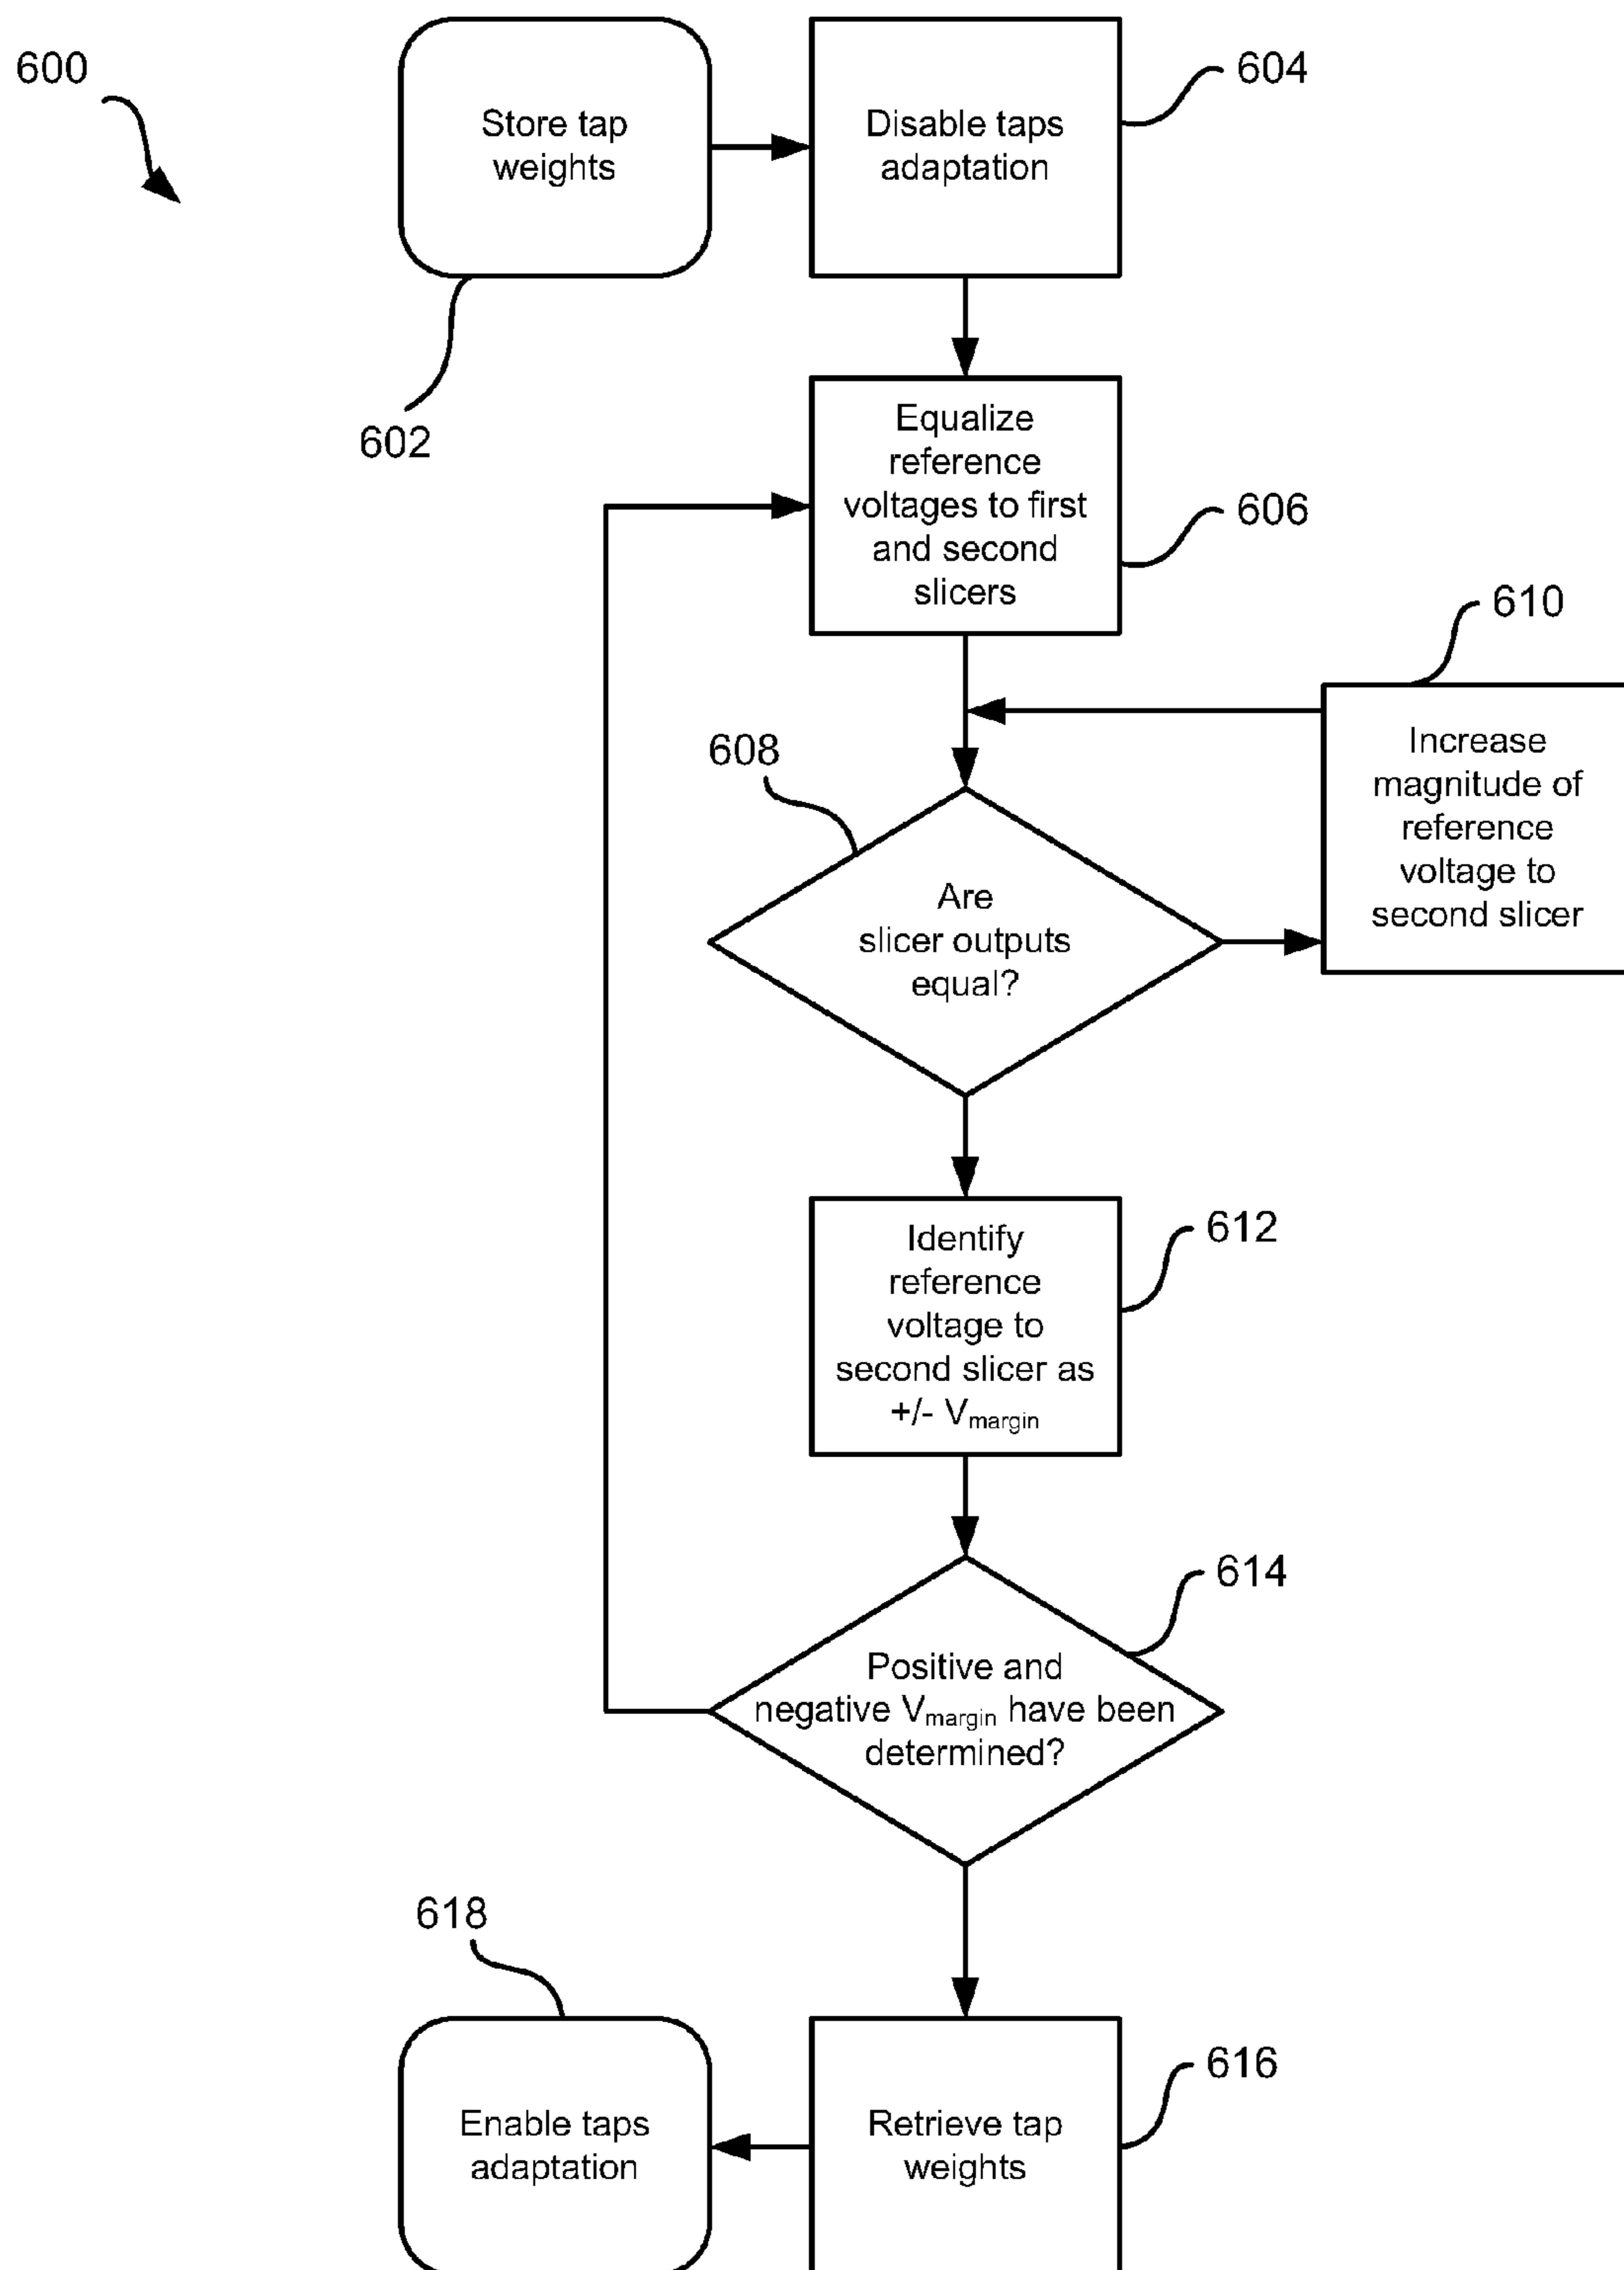 600
Store tap
weights
602
Disable taps
adaptation
604
Equalize
reference
voltages to first
and second
slicers
606
610
Increase
magnitude of
reference
voltage to
second slicer
608
Are
slicer outputs
equal?
Identify
reference
voltage to
second slicer as
+/- Vmargin
612
614
Positive and
negative Vmargin have been
determined?
618
Enable taps
adaptation
Retrieve tap
weights
616